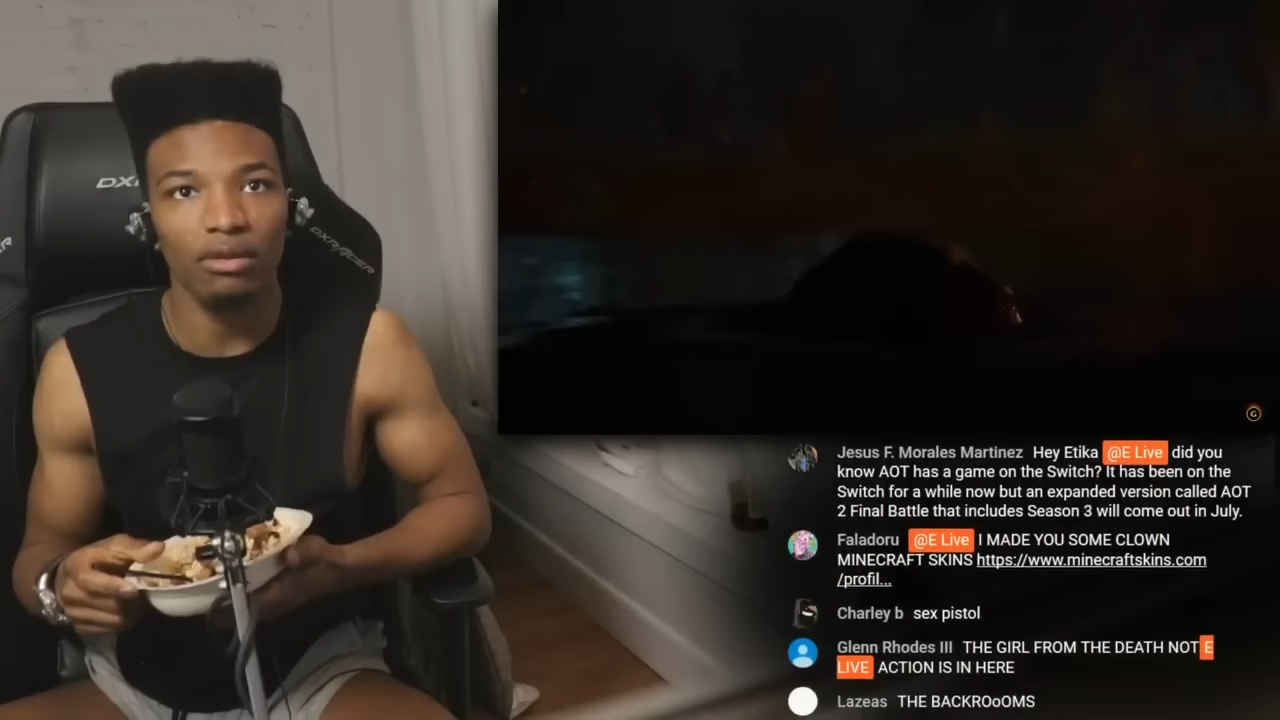 DX
DXRACER
G
Jesus F. Morales Martinez Hey Etika @E Live did you
know AOT has a game on the Switch? It has been on the
Switch for a while now but an expanded version called AOT
2 Final Battle that includes Season 3 will come out in July.
Faladoru @E Live I MADE YOU SOME CLOWN
MINECRAFT SKINS https://www.minecraftskins.com
/profil...
Charley b sex pistol
Glenn Rhodes III THE GIRL FROM THE DEATH NOT E
LIVE ACTION IS IN HERE
Lazeas THE BACKROoOMS